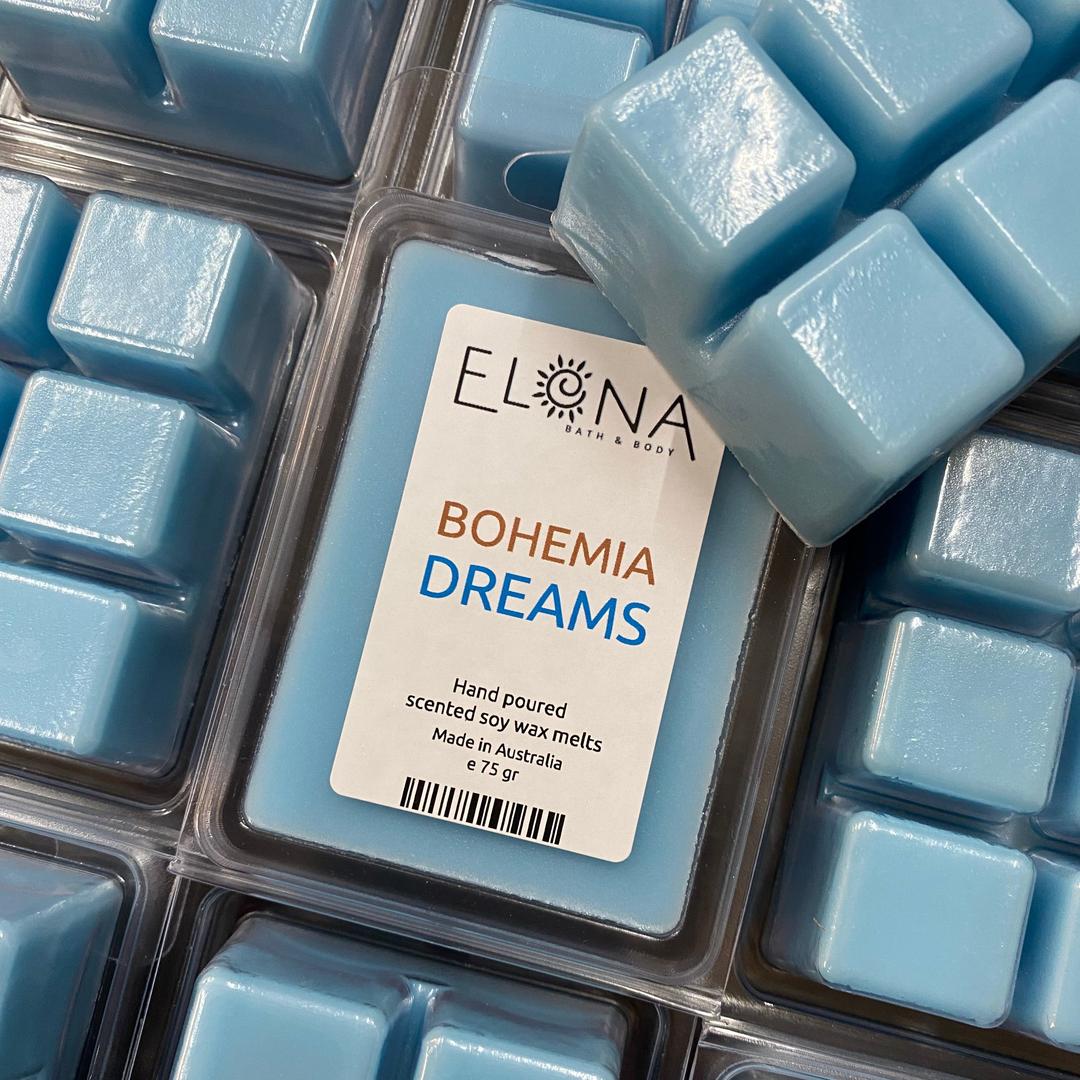 ELONA
BATH & BODY
BOHEMIA
DREAMS
Hand poured
scented soy wax melts
Made in Australia
e 75 gr